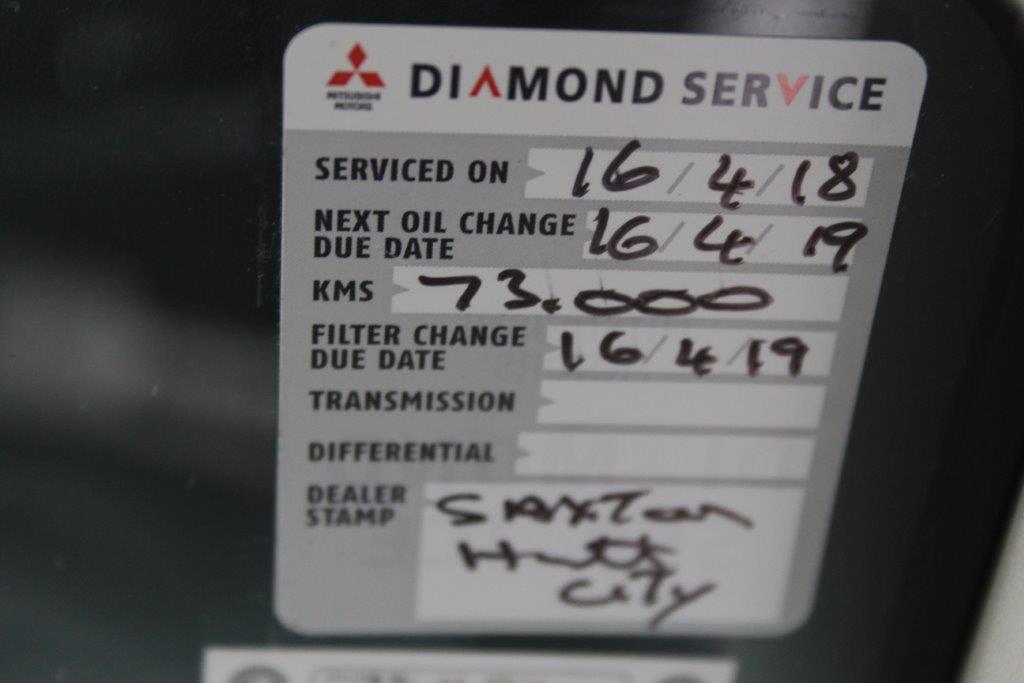 MITSUBISHI
MOTORS
DIAMOND SERVICE
SERVICED ON 16/4/18
NEXT OIL CHANGE
DUE DATE 16/4/19
KMS 73.000
FILTER CHANGE
DUE DATE 16/4/19
TRANSMISSION
DIFFERENTIAL
DEALER
STAMP
SAXTon
Hutt
CiTy